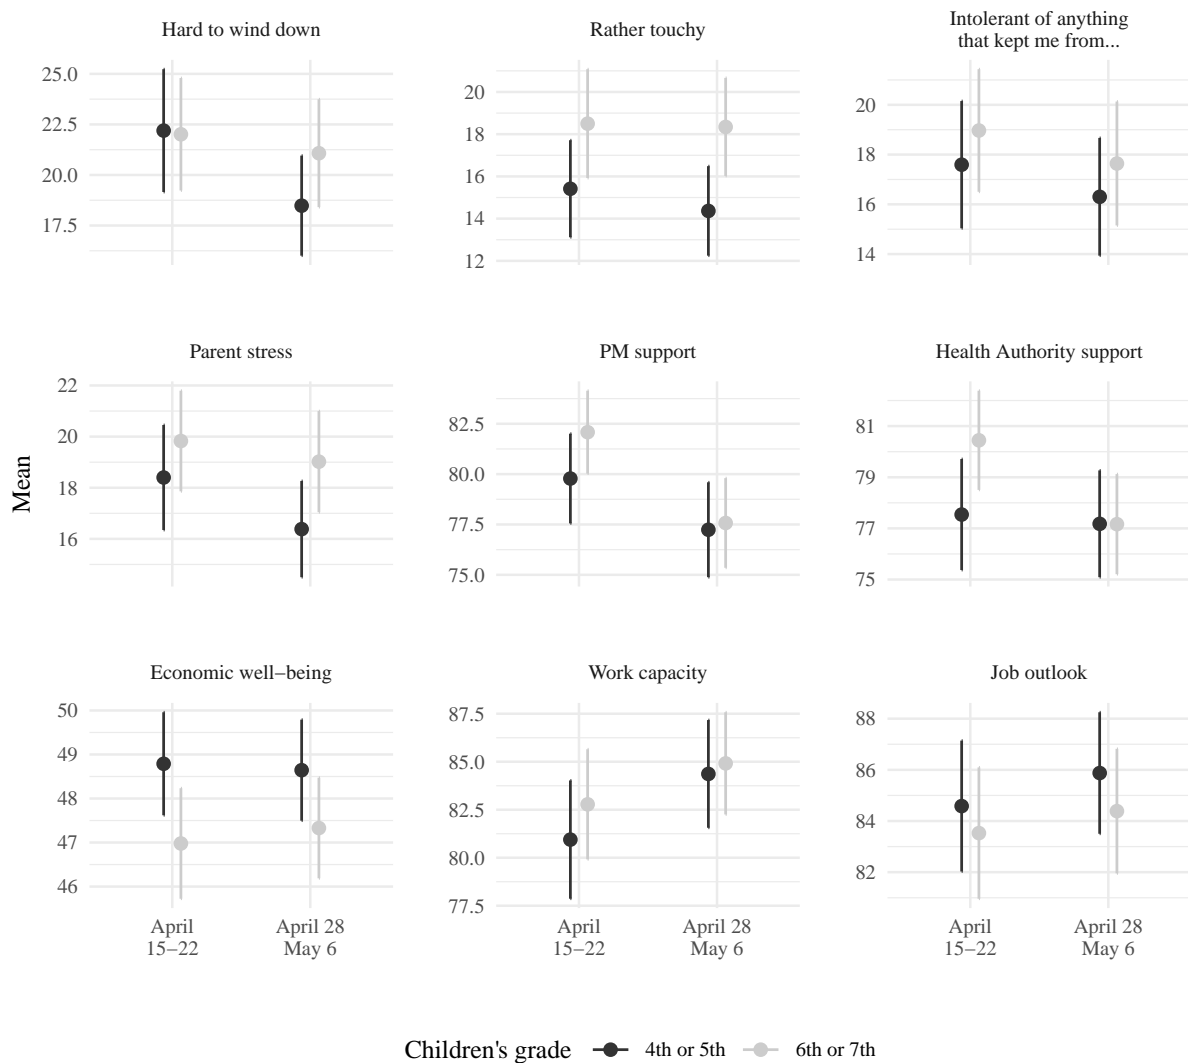 Hard to wind down
Rather touchy
Intolerant of anything
that kept me from...
25.0
22.5
20.0
17.5
20
18
16
14
12
20
18
16
14
Parent stress
PM support
Health Authority support
22
20
18
16
82.5
80.0
77.5
75.0
81
79
77
75
Mean
Economic well−being
Work capacity
Job outlook
50
49
48
47
46
87.5
85.0
82.5
80.0
77.5
88
86
84
82
April
15−22
April 28
May 6
April
15−22
April 28
May 6
April
15−22
April 28
May 6
Children's grade
4th or 5th
6th or 7th